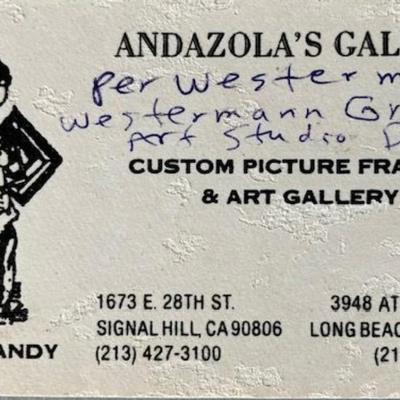 ANDAZOLA'S GAL
per wester m
westermann Gr
Art Studio D
CUSTOM PICTURE FRA
& ART GALLERY
1673 E. 28TH ST.
SIGNAL HILL, CA 90806
(213) 427-3100
3948 AT
LONG BEAC
(21
ANDY